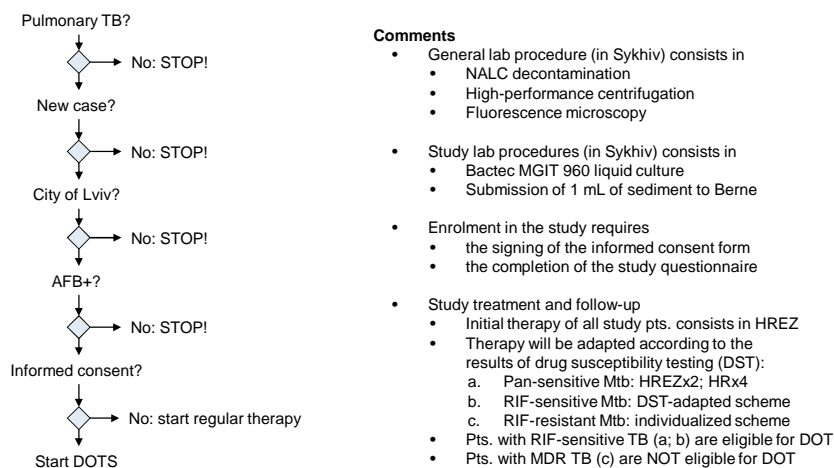 Pulmonary TB?
No: STOP!
New case?
No: STOP!
City of Lviv?
No: STOP!
AFB+?
No: STOP!
Informed consent?
No: start regular therapy
Start DOTS
Comments
• General lab procedure (in Sykhiv) consists in
• NALC decontamination
• High-performance centrifugation
• Fluorescence microscopy
• Study lab procedures (in Sykhiv) consists in
• Bactec MGIT 960 liquid culture
• Submission of 1 mL of sediment to Berne
• Enrolment in the study requires
• the signing of the informed consent form
• the completion of the study questionnaire
• Study treatment and follow-up
• Initial therapy of all study pts. consists in HREZ
• Therapy will be adapted according to the
results of drug susceptibility testing (DST):
a. Pan-sensitive Mtb: HREZx2; HRx4
b. RIF-sensitive Mtb: DST-adapted scheme
c. RIF-resistant Mtb: individualized scheme
• Pts. with RIF-sensitive TB (a; b) are eligible for DOT
• Pts. with MDR TB (c) are NOT eligible for DOT